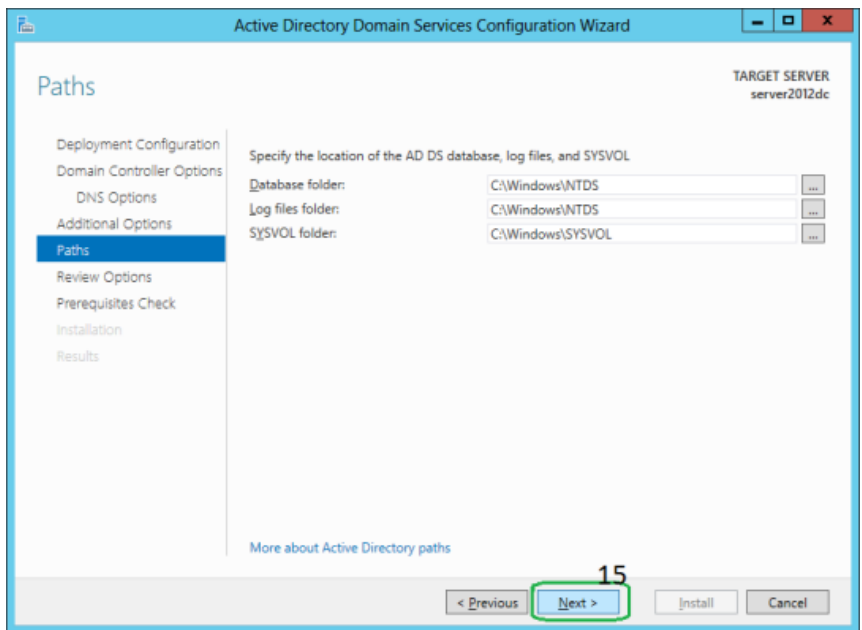 Active Directory Domain Services Configuration Wizard
Paths
TARGET SERVER
server2012dc
Deployment Configuration
Domain Controller Options
DNS Options
Additional Options
Paths
Review Options
Prerequisites Check
Installation
Results
Specify the location of the AD DS database, log files, and SYSVOL
Database folder: C:\Windows\NTDS ...
Log files folder: C:\Windows\NTDS ...
SYSVOL folder: C:\Windows\SYSVOL ...
More about Active Directory paths
15
< Previous Next > Install Cancel